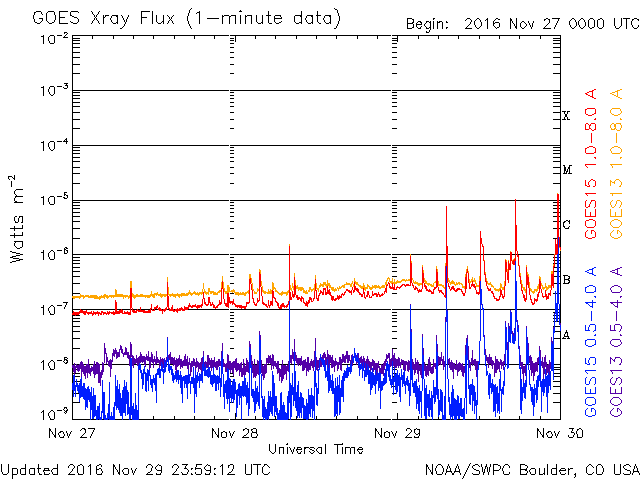 GOES Xray Flux (1-minute data)
Begin: 2016 Nov 27 0000 UTC
10-2
10-3
10-4
10-5
10-6
10-7
10-8
10-9
Watts m-2
X
M
C
B
A
GOES15 1.0-8.0 A
GOES13 1.0-8.0 A
GOES15 0.5-4.0 A
GOES13 0.5-4.0 A
Nov 27
Nov 28
Nov 29
Nov 30
Universal Time
Updated 2016 Nov 29 23:59:12 UTC
NOAA/SWPC Boulder, CO USA